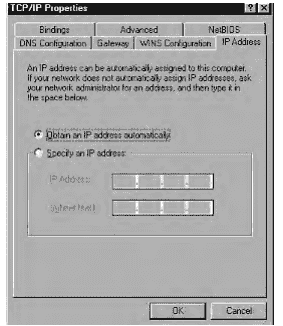 TCP/IP Properties
Bindings Advanced NetBIOS
DNS Configuration Gateway WINS Configuration IP Address
An IP address can be automatically assigned to this computer.
If your network does not automatically assign IP addresses, ask
your network administrator for an address, and then type it in
the space below.
Obtain an IP address automatically
Specify an IP address:
IP Address:
Subnet Mask:
OK Cancel